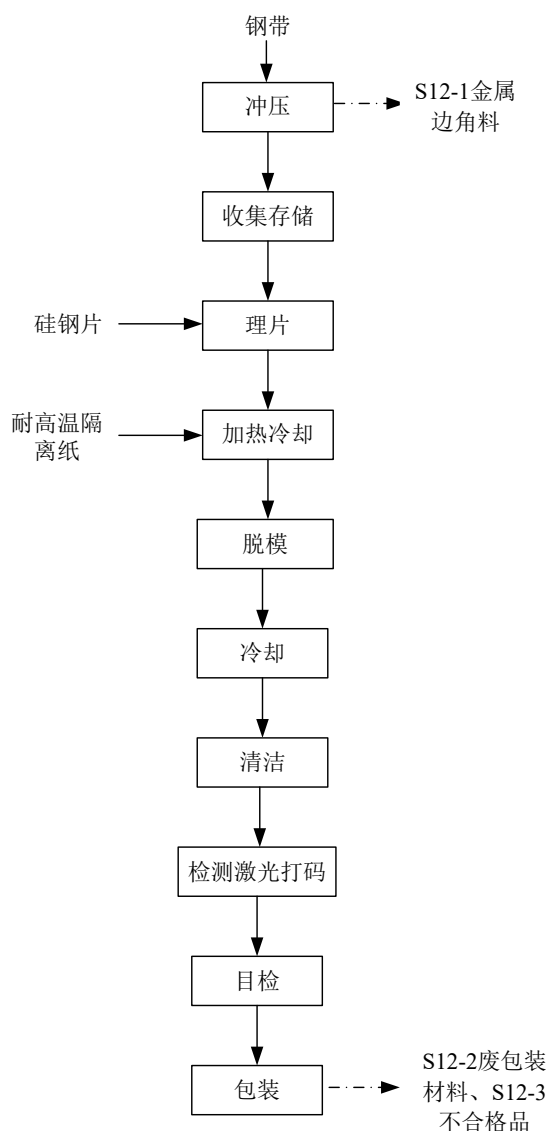 钢带
冲压
S12-1金属
边角料
收集存储
硅钢片
理片
耐高温隔
离纸
加热冷却
脱模
冷却
清洁
检测激光打码
目检
包装
S12-2废包装
材料、S12-3
不合格品